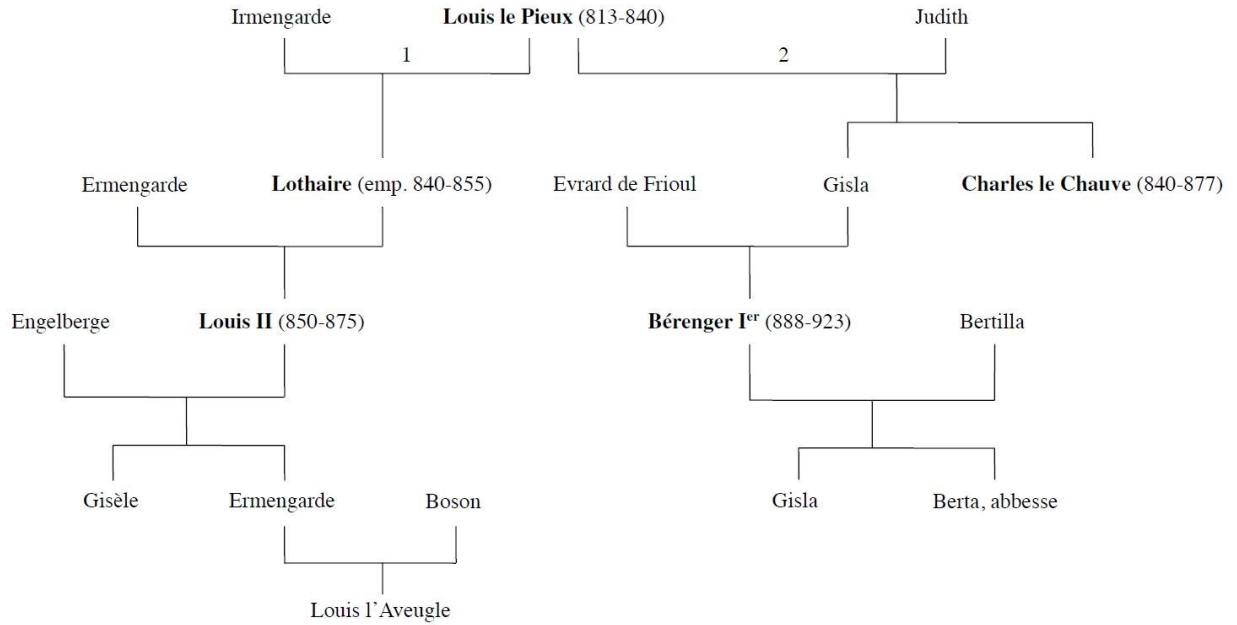 Irmengarde Louis le Pieux (813-840) Judith
1 2
Ermengarde Lothaire (emp. 840-855) Evrard de Frioul Gisla Charles le Chauve (840-877)
Engelberge Louis II (850-875) Bérenger Ier (888-923) Bertilla
Gisèle Ermengarde Boson Gisla Berta, abbesse
Louis l'Aveugle